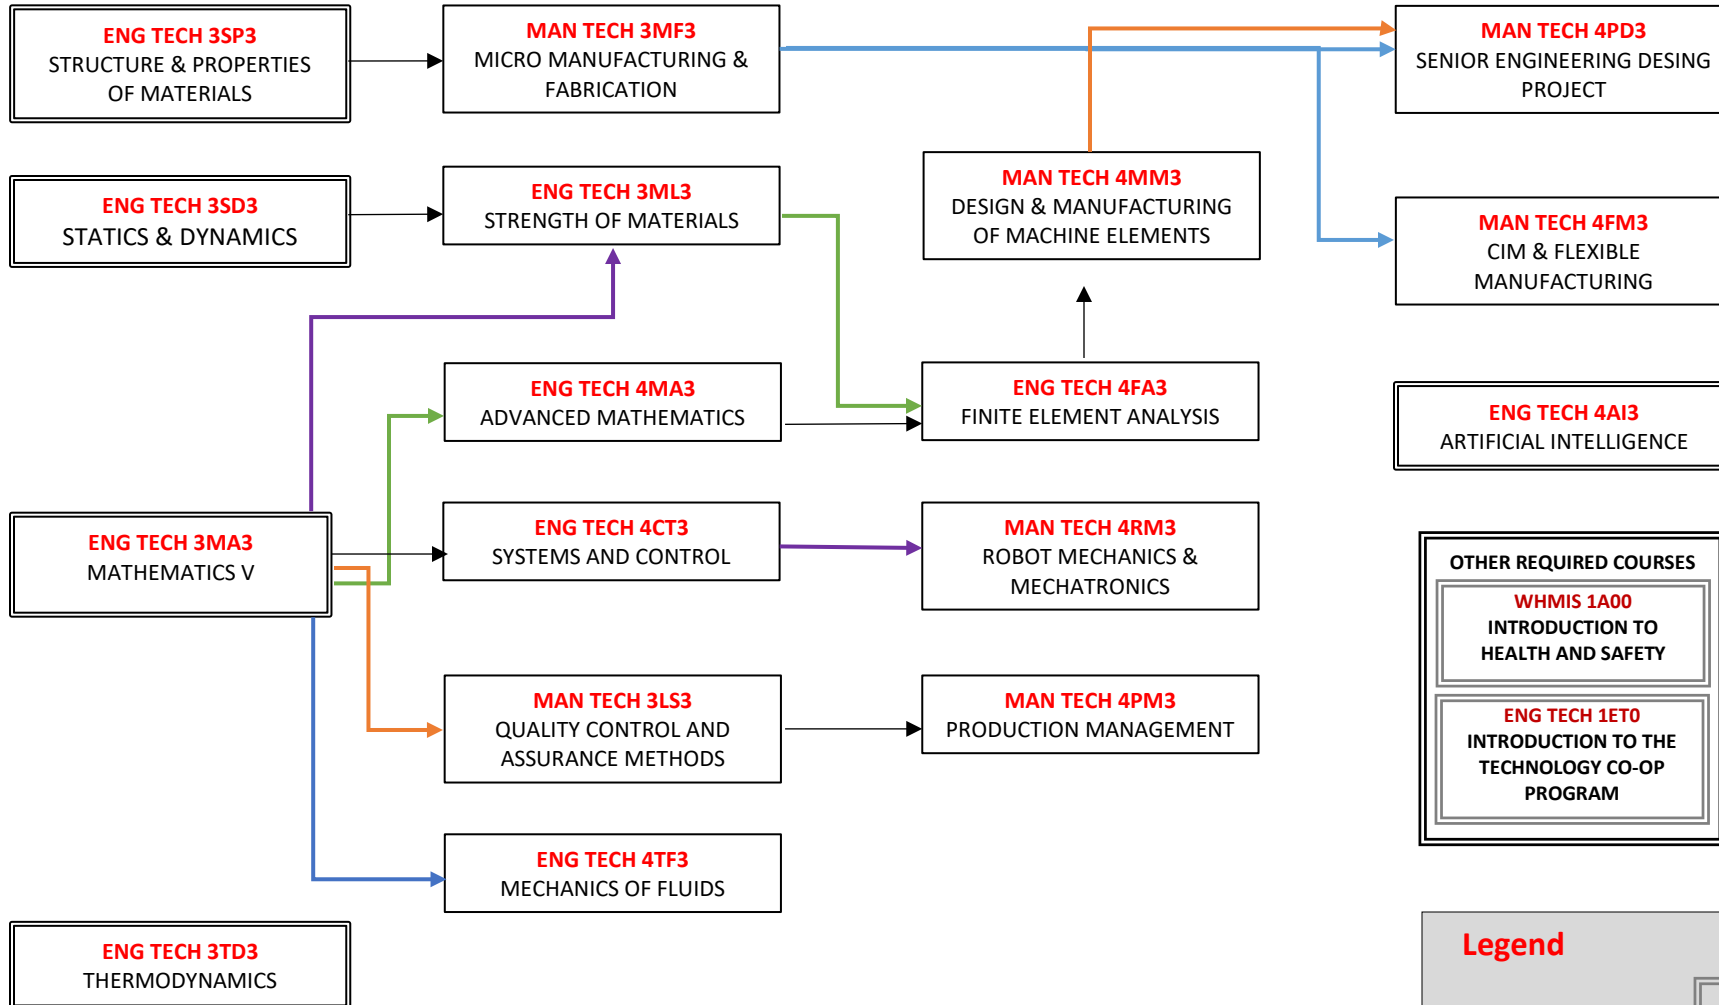 ENG TECH 3SP3
STRUCTURE & PROPERTIES
OF MATERIALS
MAN TECH 3MF3
MICRO MANUFACTURING &
FABRICATION
MAN TECH 4PD3
SENIOR ENGINEERING DESING
PROJECT
ENG TECH 3SD3
STATICS & DYNAMICS
ENG TECH 3ML3
STRENGTH OF MATERIALS
MAN TECH 4MM3
DESIGN & MANUFACTURING
OF MACHINE ELEMENTS
MAN TECH 4FM3
CIM & FLEXIBLE
MANUFACTURING
ENG TECH 4MA3
ADVANCED MATHEMATICS
ENG TECH 4FA3
FINITE ELEMENT ANALYSIS
ENG TECH 4AI3
ARTIFICIAL INTELLIGENCE
ENG TECH 3MA3
MATHEMATICS V
ENG TECH 4CT3
SYSTEMS AND CONTROL
MAN TECH 4RM3
ROBOT MECHANICS &
MECHATRONICS
OTHER REQUIRED COURSES
WHMIS 1A00
INTRODUCTION TO
HEALTH AND SAFETY
ENG TECH 1ET0
INTRODUCTION TO THE
TECHNOLOGY CO-OP
PROGRAM
MAN TECH 3LS3
QUALITY CONTROL AND
ASSURANCE METHODS
MAN TECH 4PM3
PRODUCTION MANAGEMENT
ENG TECH 4TF3
MECHANICS OF FLUIDS
ENG TECH 3TD3
THERMODYNAMICS
Legend